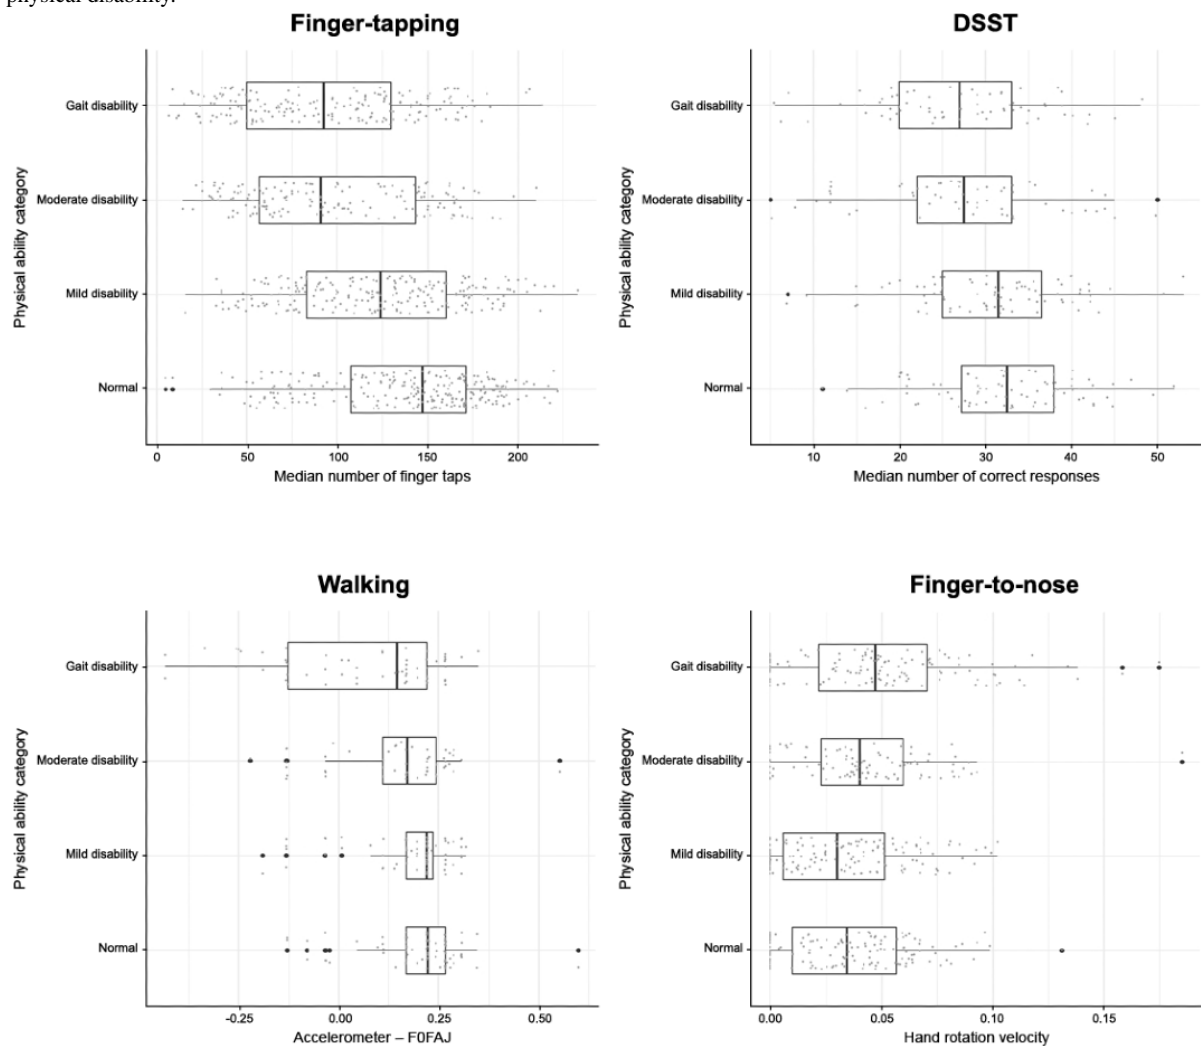 physical disability.
Finger-tapping
Physical ability category
Gait disability
Moderate disability
Mild disability
Normal
0 50 100 150 200
Median number of finger taps
DSST
Physical ability category
Gait disability
Moderate disability
Mild disability
Normal
10 20 30 40 50
Median number of correct responses
Walking
Physical ability category
Gait disability
Moderate disability
Mild disability
Normal
-0.25 0.00 0.25 0.50
Accelerometer – F0FAJ
Finger-to-nose
Physical ability category
Gait disability
Moderate disability
Mild disability
Normal
0.00 0.05 0.10 0.15
Hand rotation velocity